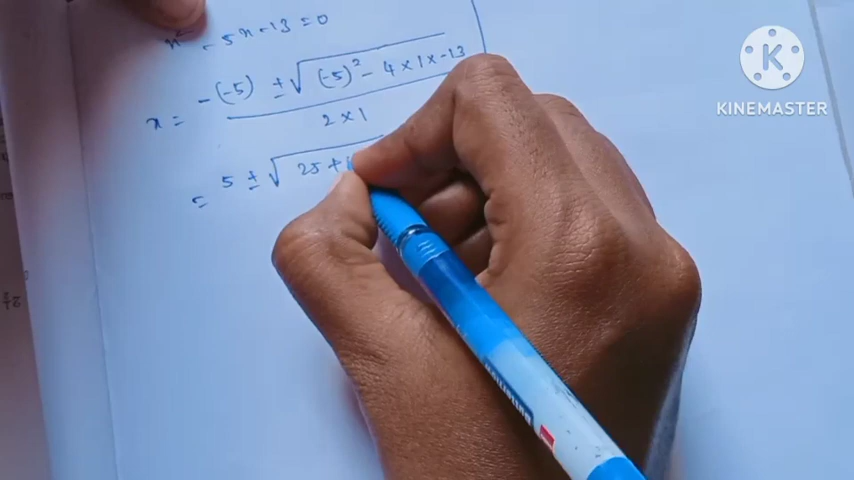 x² - 5x - 13 = 0
x = -(-5) ± √(-5)² - 4 × 1 × -13
2 × 1
= 5 ± √25 +
K
KINEMASTER